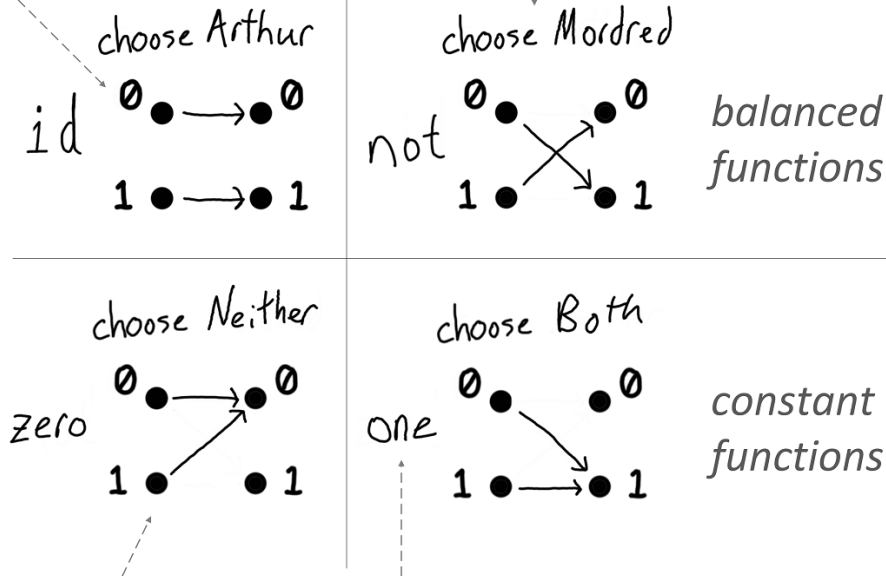 choose Arthur
id
0 0
1 1
choose Mordred
not
0 0
1 1
balanced
functions
choose Neither
zero
0 0
1 1
choose Both
one
0 0
1 1
constant
functions